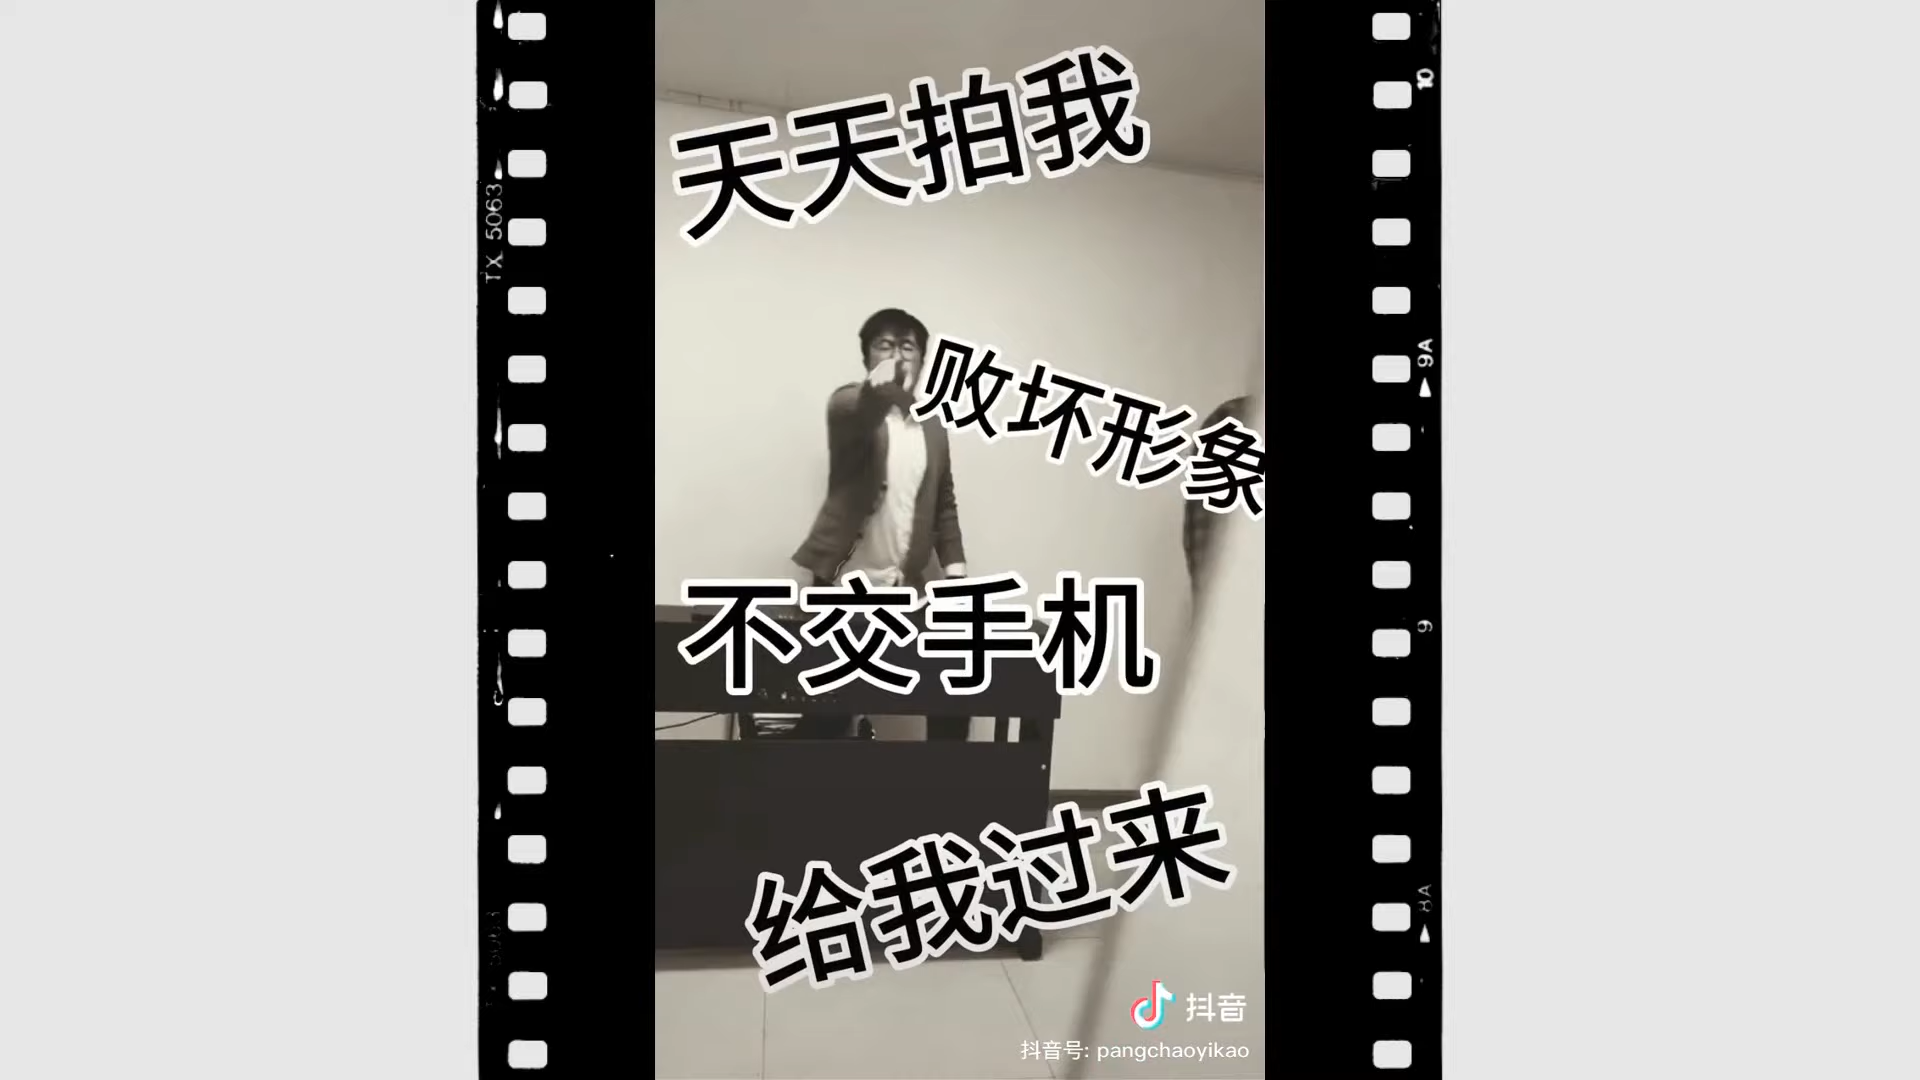 天天拍我
败坏形象
不交手机
给我过来
抖音
抖音号: pangchaoyikao
TX 5063
10
9A
9
8A